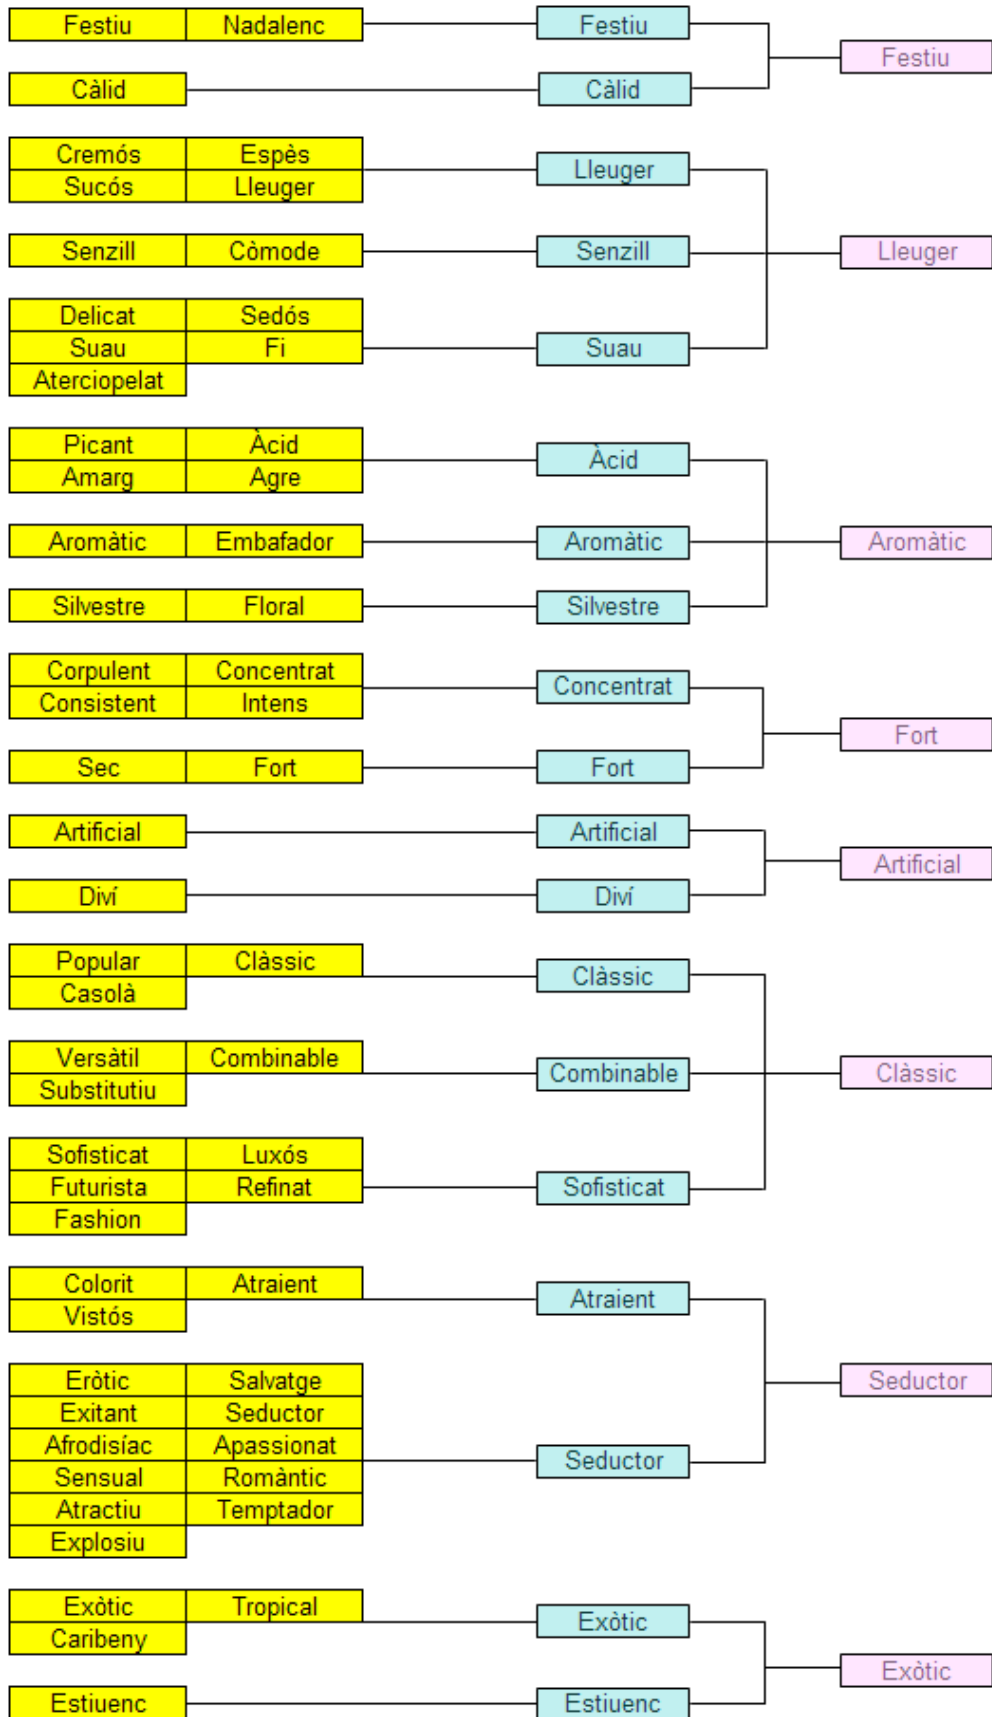 Festiu Nadalenc Festiu
Festiu
Càlid Càlid
Cremós Espès
Lleuger
Sucós Lleuger
Senzill Còmode Senzill Lleuger
Delicat Sedós
Suau Fi Suau
Aterciopelat
Picant Àcid
Àcid
Amarg Agre
Aromàtic Embafador Aromàtic Aromàtic
Silvestre Floral Silvestre
Corpulent Concentrat
Concentrat
Consistent Intens
Fort
Sec Fort Fort
Artificial Artificial
Artificial
Diví Diví
Popular Clàssic
Clàssic
Casolà
Versàtil Combinable
Combinable Clàssic
Substitutiu
Sofisticat Luxós
Futurista Refinat Sofisticat
Fashion
Colorit Atraient
Atraient
Vistós
Eròtic Salvatge Seductor
Exitant Seductor
Afrodisíac Apassionat
Seductor
Sensual Romàntic
Atractiu Temptador
Explosiu
Exòtic Tropical
Exòtic
Caribeny
Exòtic
Estiuenc Estiuenc